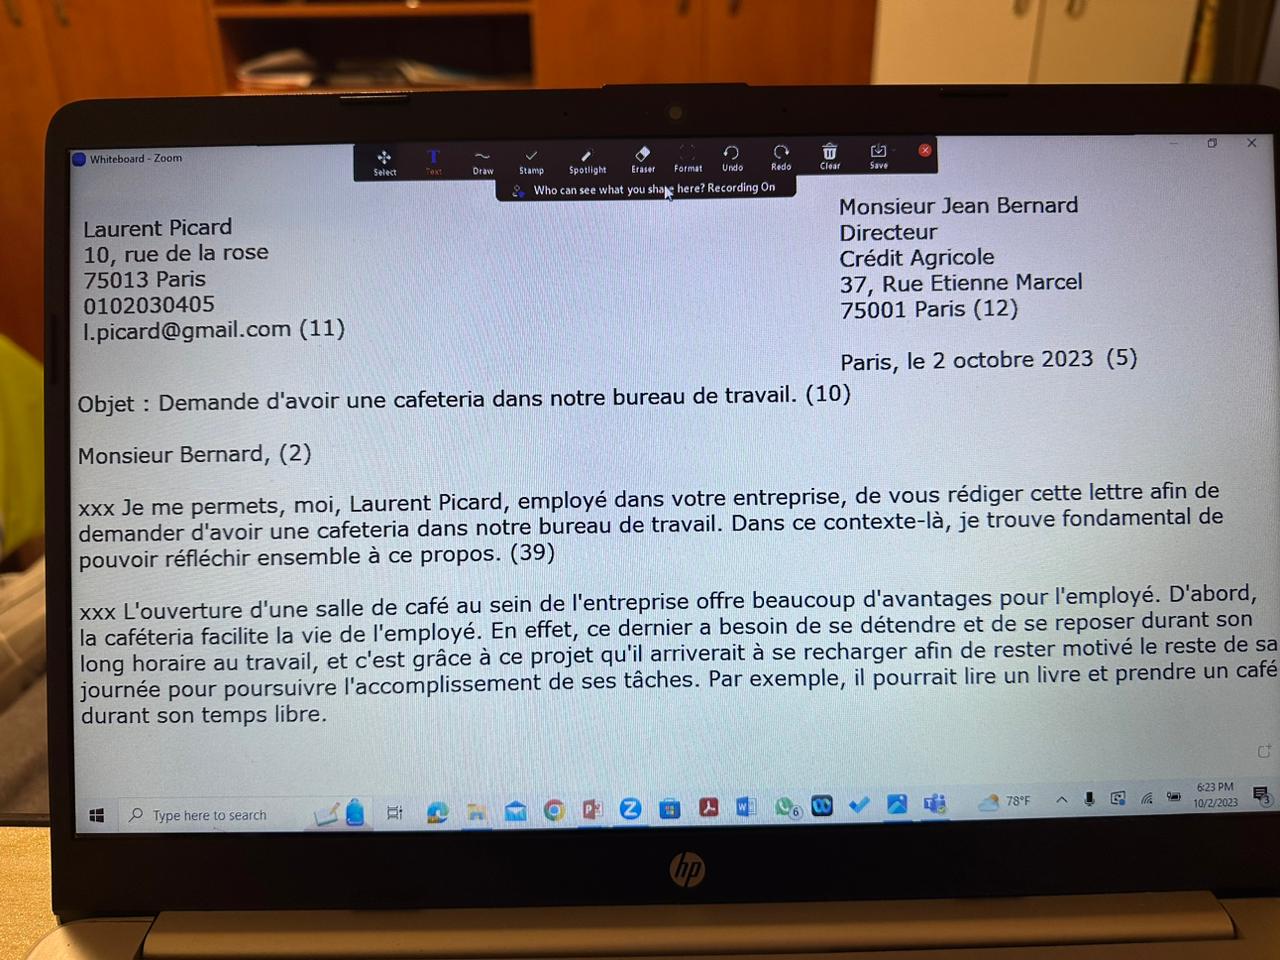 Whiteboard - Zoom
Select Text Draw Stamp Spotlight Eraser Format Undo Redo Clear Save
Who can see what you share here? Recording On
Laurent Picard
10, rue de la rose
75013 Paris
0102030405
l.picard@gmail.com (11)
Monsieur Jean Bernard
Directeur
Crédit Agricole
37, Rue Etienne Marcel
75001 Paris (12)
Paris, le 2 octobre 2023 (5)
Objet : Demande d'avoir une cafeteria dans notre bureau de travail. (10)
Monsieur Bernard, (2)
xxx Je me permets, moi, Laurent Picard, employé dans votre entreprise, de vous rédiger cette lettre afin de
demander d'avoir une cafeteria dans notre bureau de travail. Dans ce contexte-là, je trouve fondamental de
pouvoir réfléchir ensemble à ce propos. (39)
xxx L'ouverture d'une salle de café au sein de l'entreprise offre beaucoup d'avantages pour l'employé. D'abord,
la caféteria facilite la vie de l'employé. En effet, ce dernier a besoin de se détendre et de se reposer durant son
long horaire au travail, et c'est grâce à ce projet qu'il arriverait à se recharger afin de rester motivé le reste de sa
journée pour poursuivre l'accomplissement de ses tâches. Par exemple, il pourrait lire un livre et prendre un café
durant son temps libre.
Type here to search
6
78°F
6:23 PM
10/2/2023
3
hp